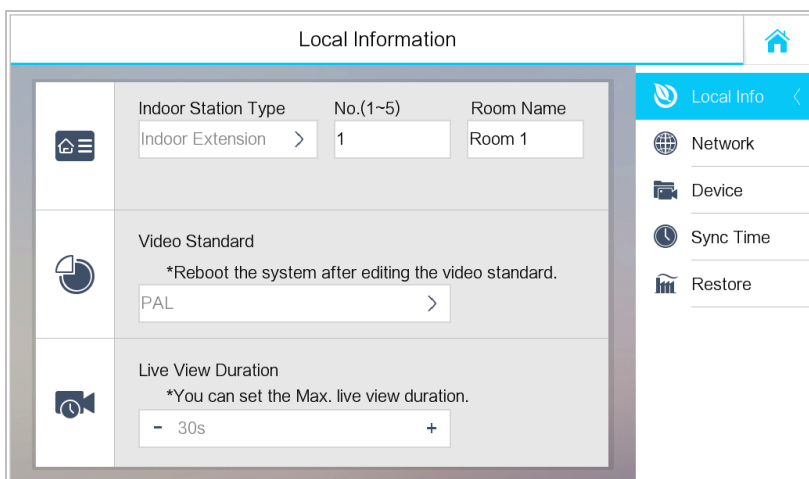 Local Information
Indoor Station Type No.(1~5) Room Name
Indoor Extension 1 Room 1
Video Standard
*Reboot the system after editing the video standard.
PAL
Live View Duration
*You can set the Max. live view duration.
- 30s +
Local Info
Network
Device
Sync Time
Restore